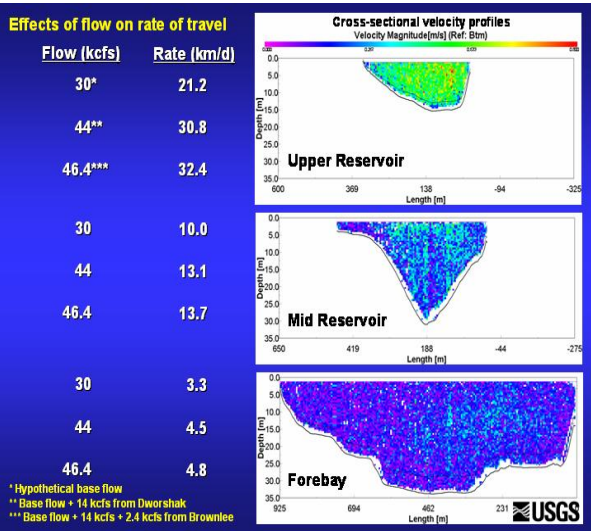 Effects of flow on rate of travel
Flow (kcfs) Rate (km/d)
30* 21.2
44** 30.8
46.4*** 32.4
30 10.0
44 13.1
46.4 13.7
30 3.3
44 4.5
46.4 4.8
* Hypothetical base flow
** Base flow + 14 kcfs from Dworshak
*** Base flow + 14 kcfs + 2.4 kcfs from Brownlee
Cross-sectional velocity profiles
Velocity Magnitude[m/s] (Ref: Btm)
Depth [m]
0.0
5.0
10.0
15.0
20.0
25.0
30.0
35.0
Upper Reservoir
600 369 138 -94 -325
Length [m]
Depth [m]
0.0
5.0
10.0
15.0
20.0
25.0
30.0
35.0
Mid Reservoir
650 419 188 -44 -275
Length [m]
Depth [m]
0.0
5.0
10.0
15.0
20.0
25.0
30.0
35.0
Forebay
925 694 462 231
Length [m]
USGS